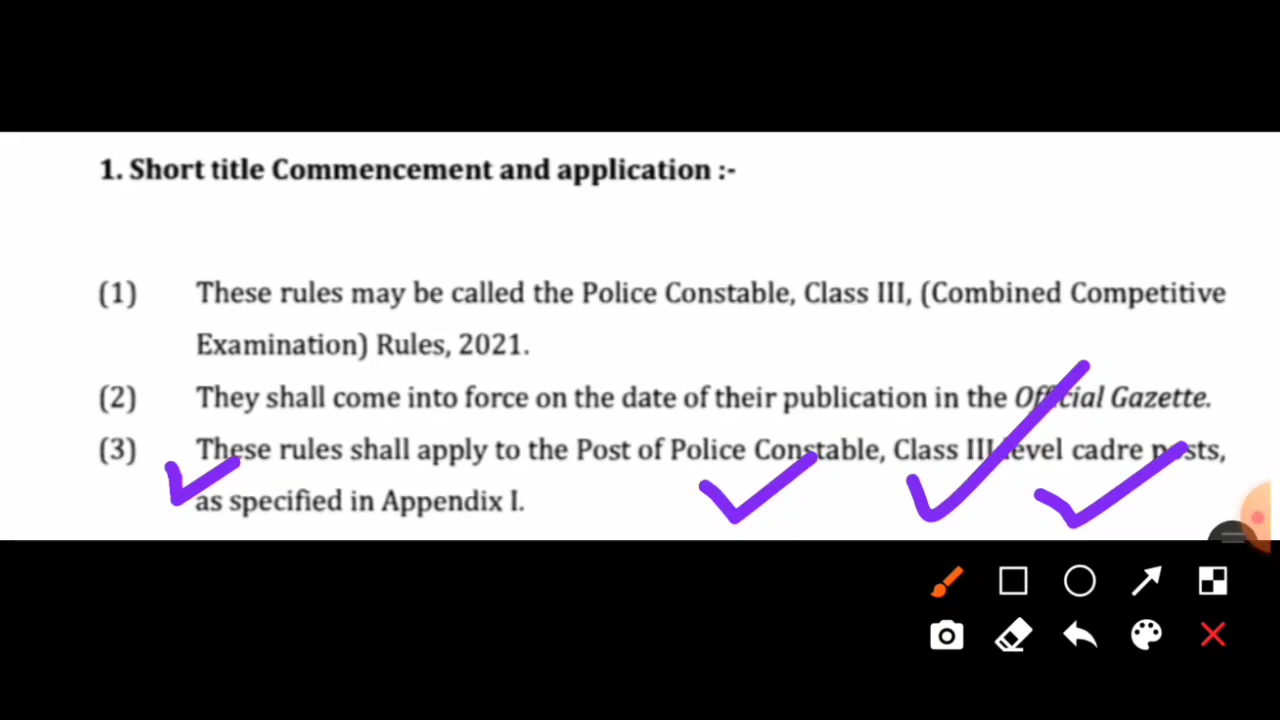 1. Short title Commencement and application :-
(1) These rules may be called the Police Constable, Class III, (Combined Competitive
Examination) Rules, 2021.
(2) They shall come into force on the date of their publication in the Official Gazette.
(3) These rules shall apply to the Post of Police Constable, Class III level cadre posts,
as specified in Appendix I.